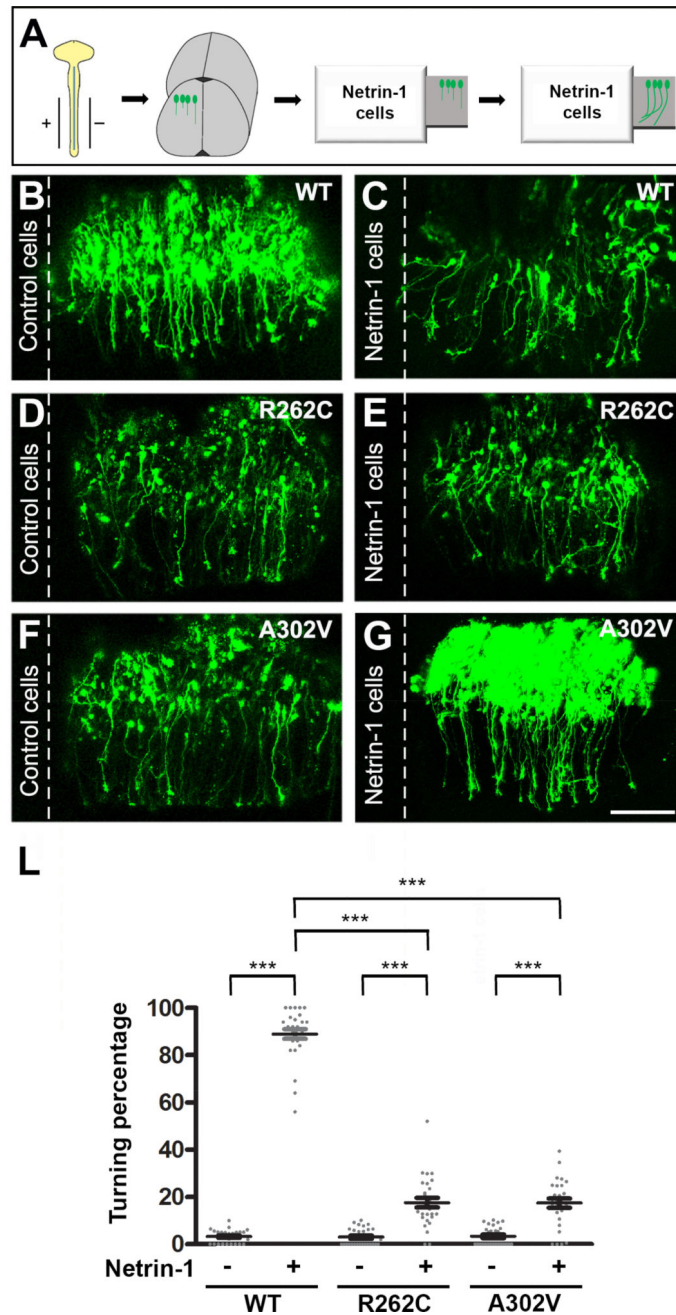 A
+ −
Netrin-1 cells
Netrin-1 cells
B
WT
Control cells
C
WT
Netrin-1 cells
D
R262C
Control cells
E
R262C
Netrin-1 cells
F
A302V
Control cells
G
A302V
Netrin-1 cells
L
***
***
*** *** ***
Turning percentage
100
80
60
40
20
0
Netrin-1 - + - + - +
WT R262C A302V